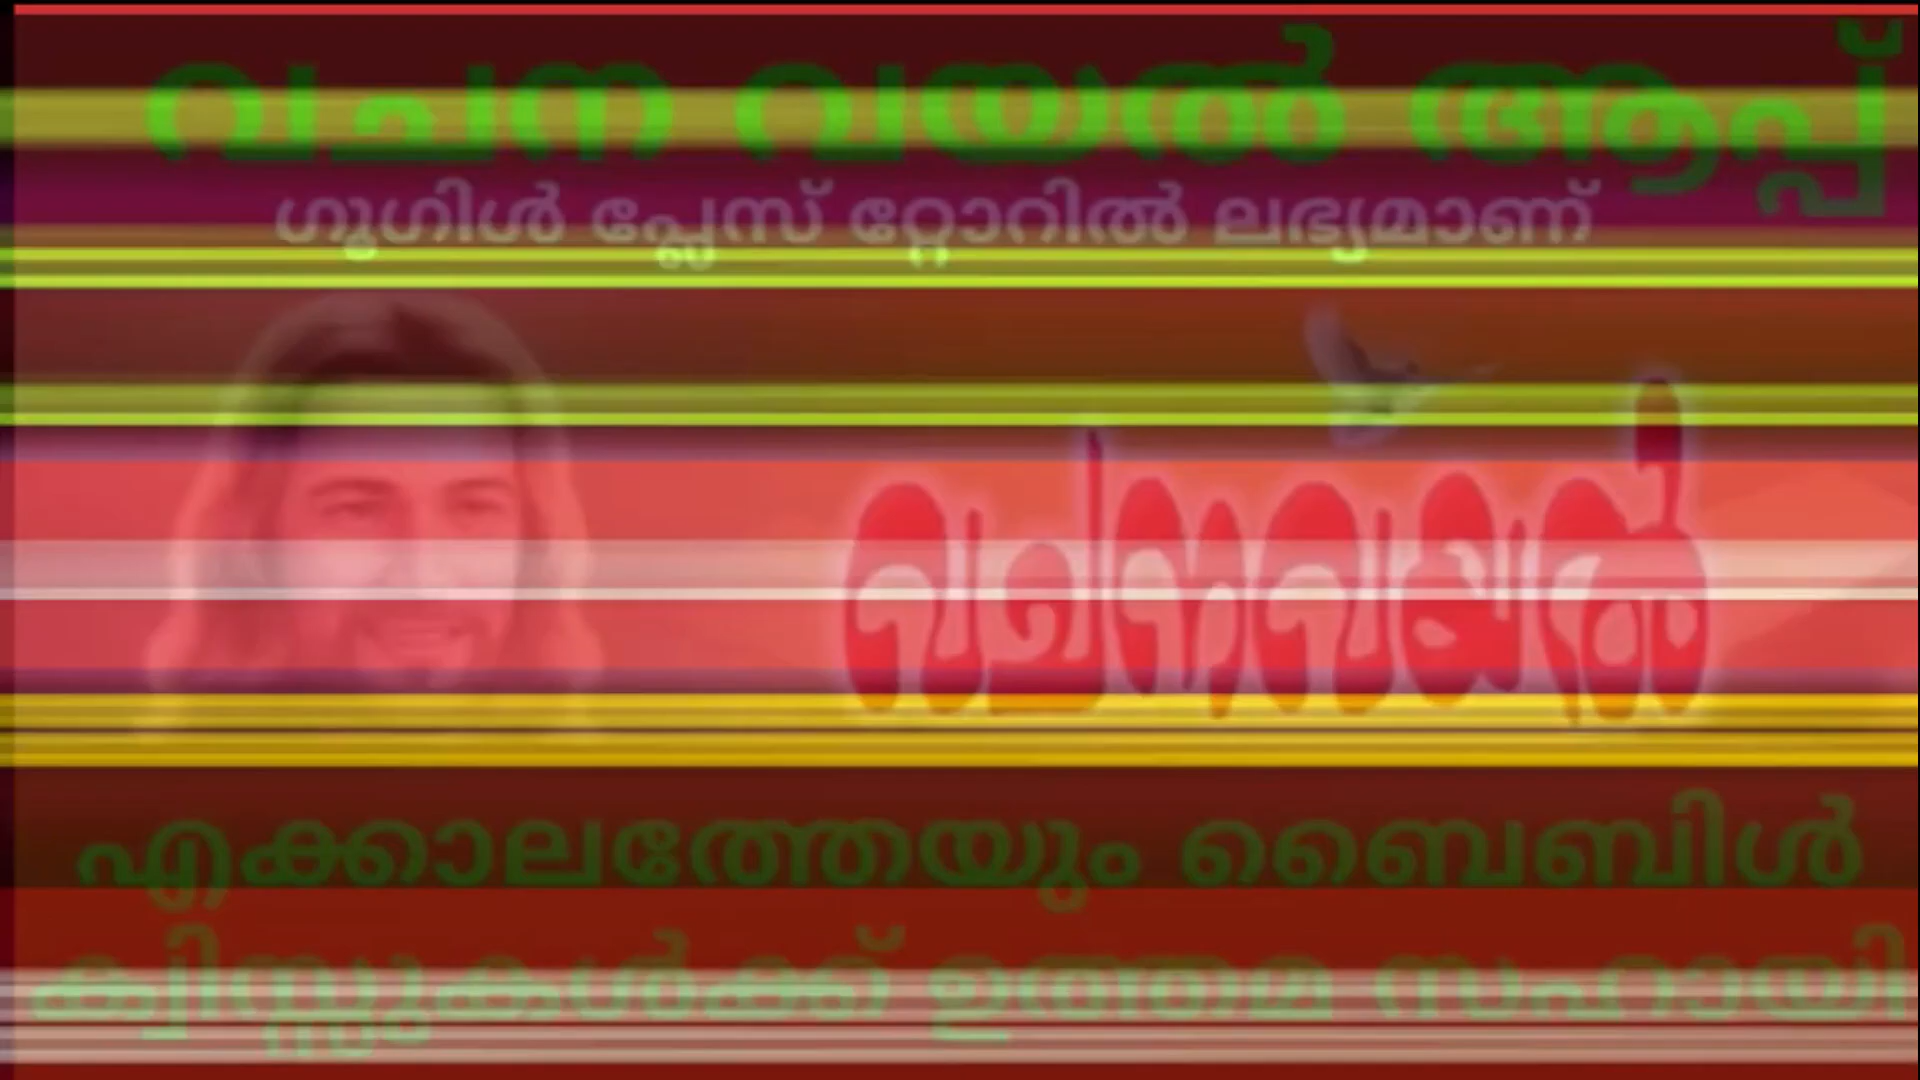 വചന വയൽ ആപ്പ്
ഗൂഗിൾ പ്ലേസ് റ്റോറിൽ ലഭ്യമാണ്
വചനവയൽ
എക്കാലത്തേയും ബൈബിൾ
ക്വിസ്സുകൾക്ക് ഉത്തമ സഹായി